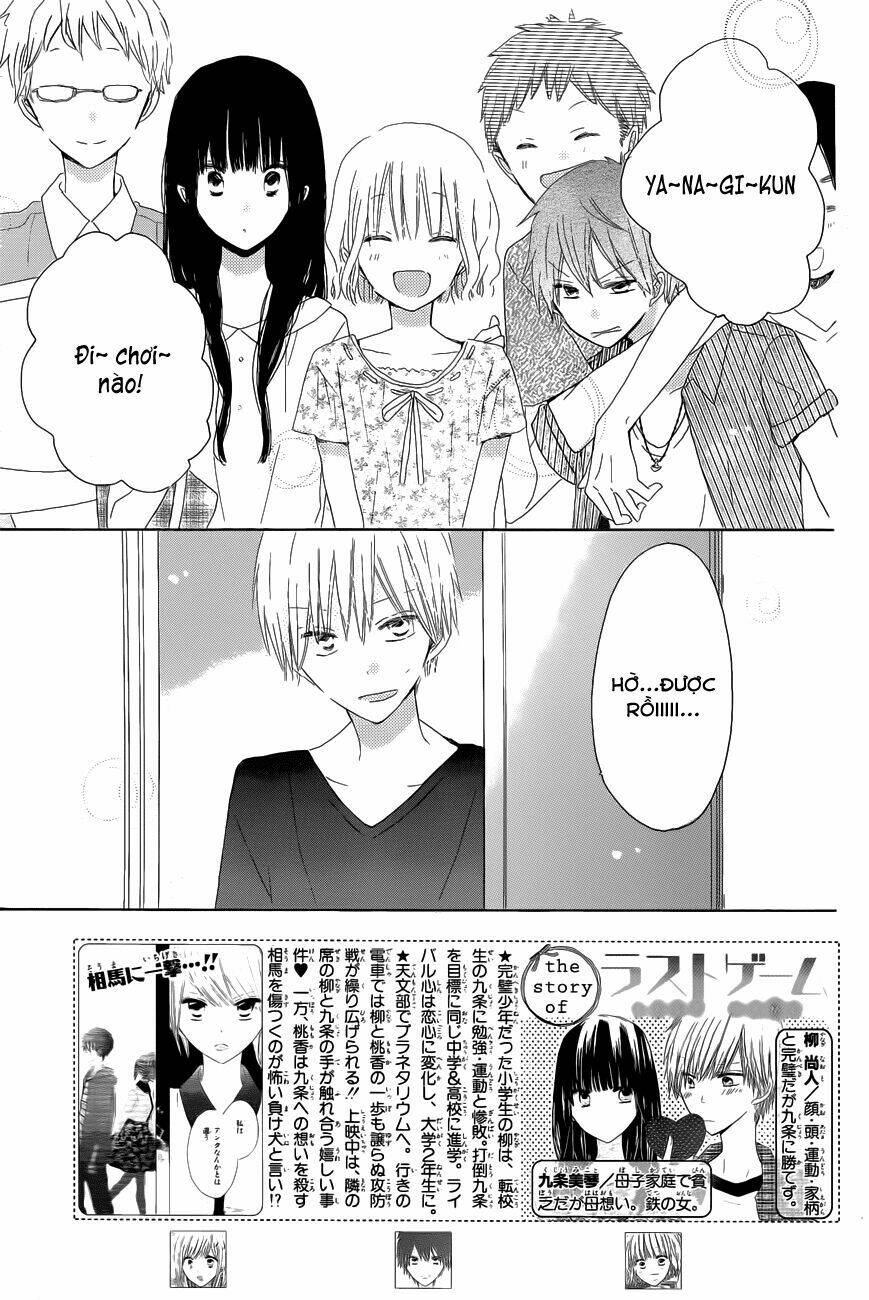 YA~NA~GI~KUN
Đi~ chơi~
nào!
HỜ...ĐƯỢC
RỒIIIII...
the
story
of
ラストゲーム
柳 尚人/顔・頭・運動・家柄
と完璧だが九条に勝てず。
九条美琴/母子家庭で貧
乏だが母想い。鉄の女。
★完璧少年だった小学生の柳は、転校
生の九条に勉強・運動と惨敗。打倒九条
を目標に同じ中学&高校に進学。ライ
バル心は恋心に変化し、大学2年生に。
★天文部でプラネタリウムへ。行きの
電車では柳と桃香の一歩も譲らぬ攻防
戦が繰り広げられる!! 上映中は、隣の
席の柳と九条の手が触れ合う嬉しい事
件♥ 一方、桃香は九条への想いを殺す
相馬を傷つくのが怖い負け犬と言い!?
相馬に一撃…!!
私は
アンタなんかとは
違う